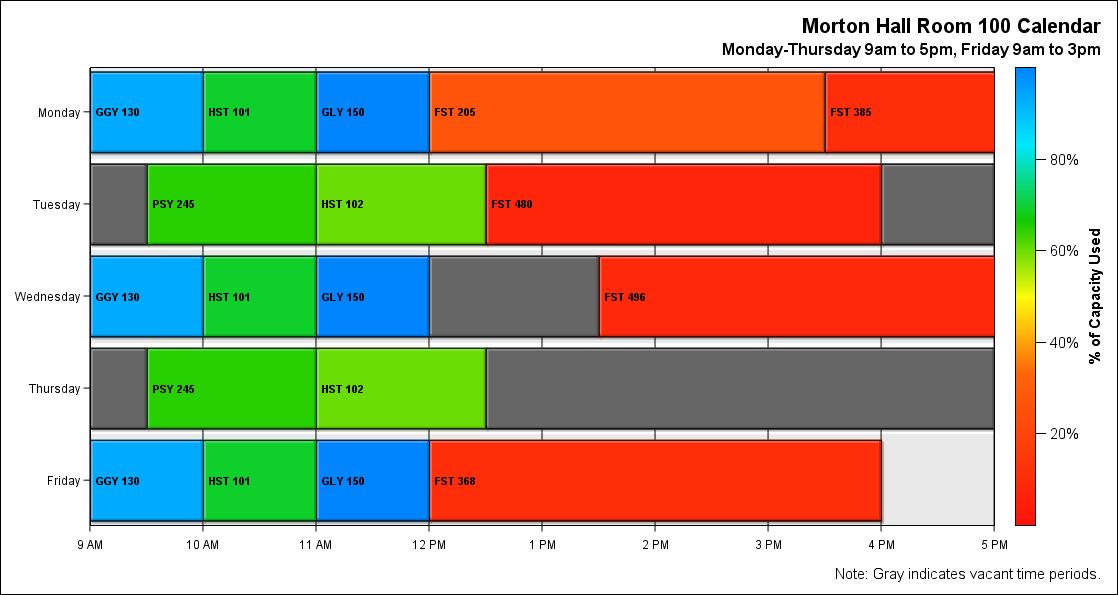 Morton Hall Room 100 Calendar
Monday-Thursday 9am to 5pm, Friday 9am to 3pm
Monday
GGY 130
HST 101
GLY 150
FST 205
FST 385
Tuesday
PSY 245
HST 102
FST 480
Wednesday
GGY 130
HST 101
GLY 150
FST 496
Thursday
PSY 245
HST 102
Friday
GGY 130
HST 101
GLY 150
FST 368
9 AM
10 AM
11 AM
12 PM
1 PM
2 PM
3 PM
4 PM
5 PM
80%
60%
40%
20%
% of Capacity Used
Note: Gray indicates vacant time periods.